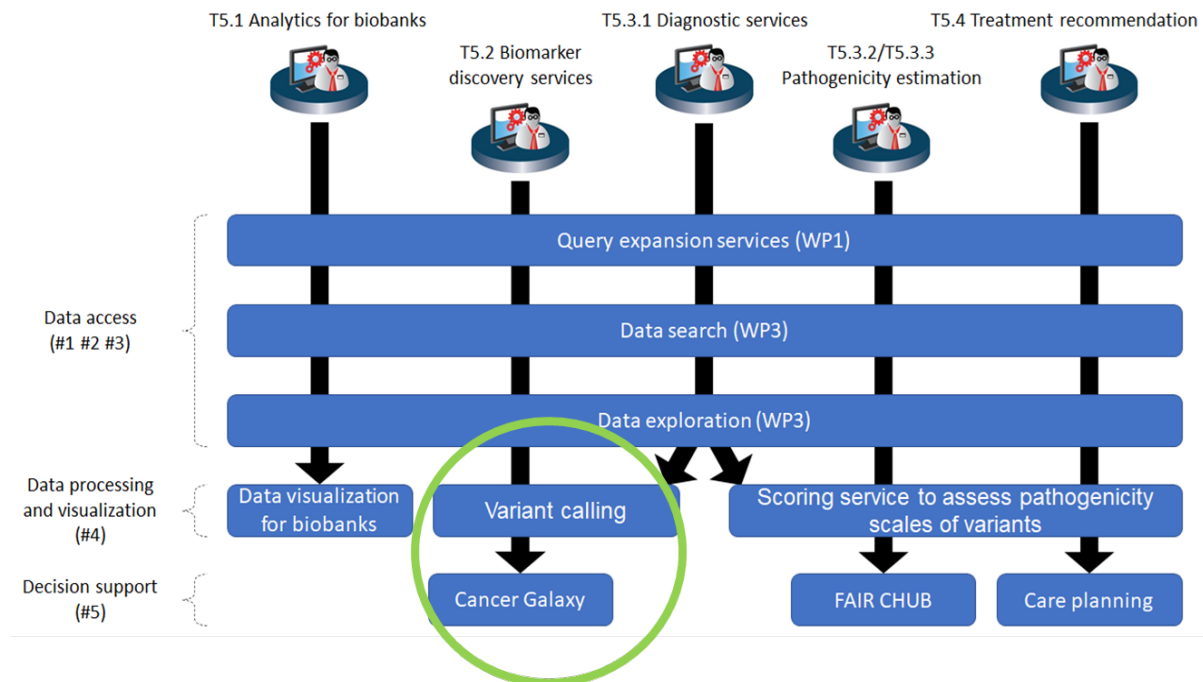 T5.1 Analytics for biobanks
T5.2 Biomarker
discovery services
T5.3.1 Diagnostic services
T5.3.2/T5.3.3
Pathogenicity estimation
T5.4 Treatment recommendation
Query expansion services (WP1)
Data access
(#1 #2 #3)
Data search (WP3)
Data exploration (WP3)
Data processing
and visualization
(#4)
Data visualization
for biobanks
Variant calling
Scoring service to assess pathogenicity
scales of variants
Decision support
(#5)
Cancer Galaxy
FAIR CHUB
Care planning